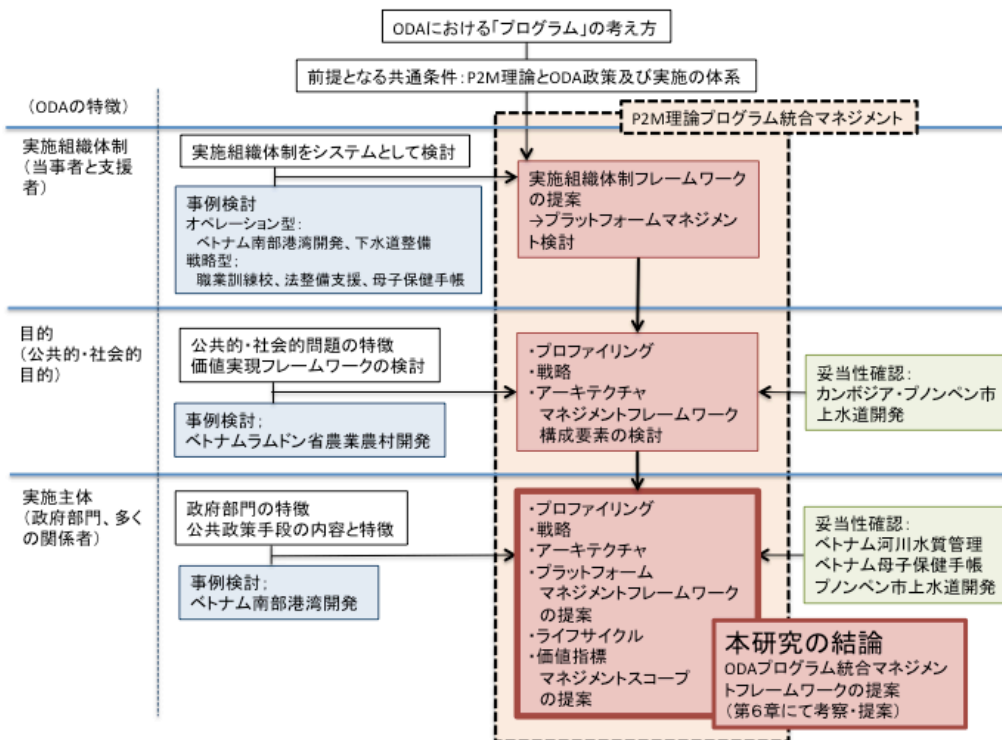 ODAにおける「プログラム」の考え方
前提となる共通条件：P2M理論とODA政策及び実施の体系
（ODAの特徴）
P2M理論プログラム統合マネジメント
実施組織体制
（当事者と支援
者）
実施組織体制をシステムとして検討
事例検討
オペレーション型：
ベトナム南部港湾開発、下水道整備
戦略型：
職業訓練校、法整備支援、母子保健手帳
実施組織体制フレームワーク
の提案
→プラットフォームマネジメン
ト検討
目的
（公共的・社会的
目的）
公共的・社会的問題の特徴
価値実現フレームワークの検討
事例検討：
ベトナムラムドン省農業農村開発
・プロファイリング
・戦略
・アーキテクチャ
マネジメントフレームワーク
構成要素の検討
妥当性確認：
カンボジア・プノンペン市
上水道開発
実施主体
（政府部門、多く
の関係者）
政府部門の特徴
公共政策手段の内容と特徴
事例検討：
ベトナム南部港湾開発
・プロファイリング
・戦略
・アーキテクチャ
・プラットフォーム
マネジメントフレームワーク
の提案
・ライフサイクル
・価値指標
マネジメントスコープ
の提案
妥当性確認：
ベトナム河川水質管理
ベトナム母子保健手帳
プノンペン市上水道開発
本研究の結論
ODAプログラム統合マネジメン
トフレームワークの提案
（第6章にて考察・提案）